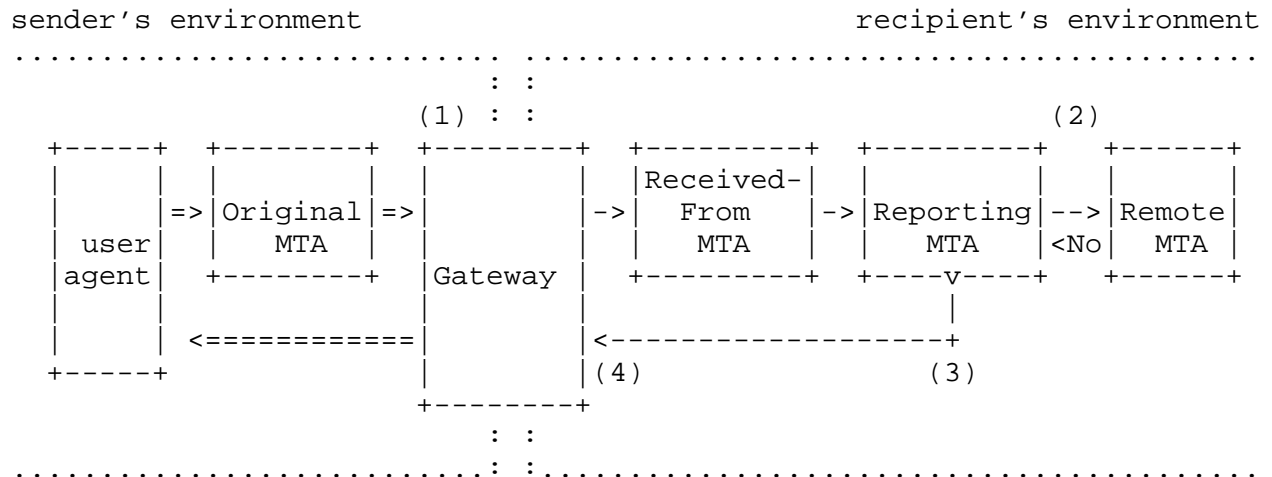 sender's environment                                   recipient's environment
............................ ..........................................
                           : :
                       (1) : :                             (2)
  +-----+  +--------+  +--------+  +---------+  +---------+   +------+
  |     |  |        |  |        |  |Received-|  |         |   |      |
  |     |=>|Original|=>|        |->|  From   |->|Reporting|-->|Remote|
  | user|  |   MTA  |  |        |  |   MTA   |  |   MTA   |<No|  MTA |
  |agent|  +--------+  |Gateway |  +---------+  +----v----+   +------+
  |     |              |        |                    |
  |     | <============|        |<-------------------+
  +-----+              |        |(4)                (3)
                       +--------+
                           : :
...........................: :.........................................